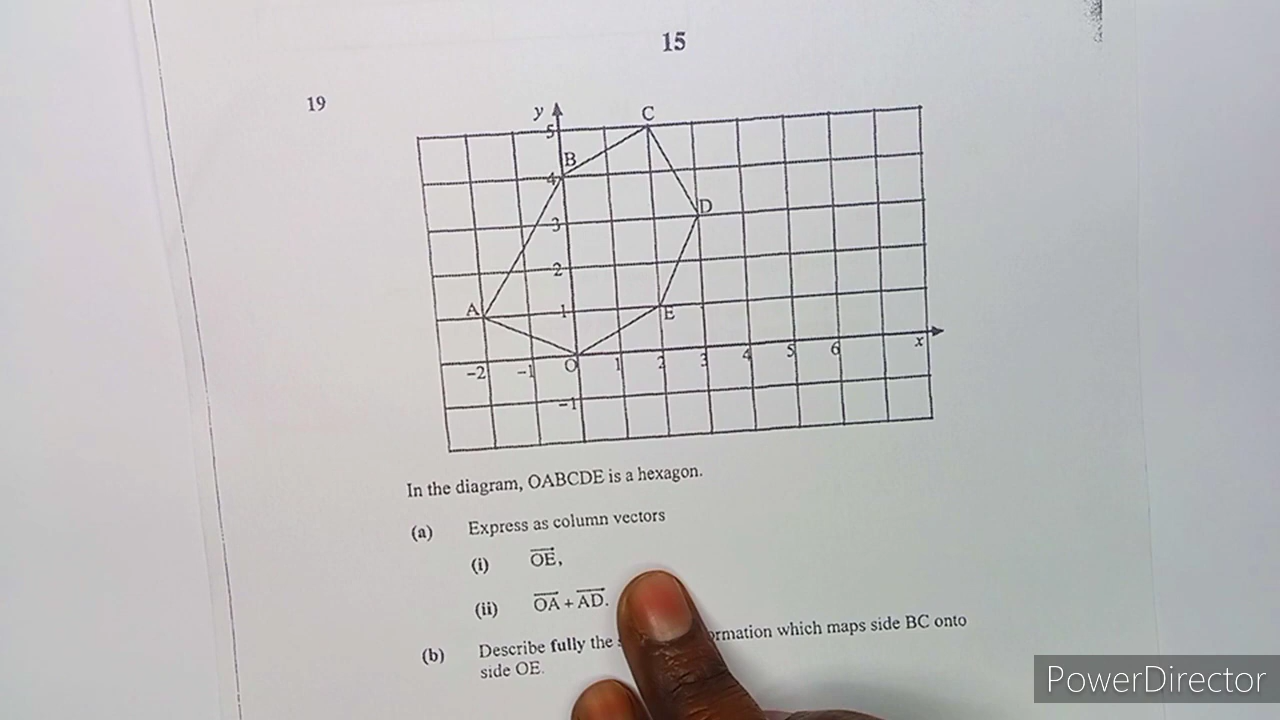 15
19
y
C
5
B
4
D
3
2
A
1
E
x
-2 -1 O 1 2 3 4 5 6
-1
In the diagram, OABCDE is a hexagon.
(a) Express as column vectors
(i) OE,
(ii) OA + AD.
(b) Describe fully the which maps side BC onto
side OE.
PowerDirector